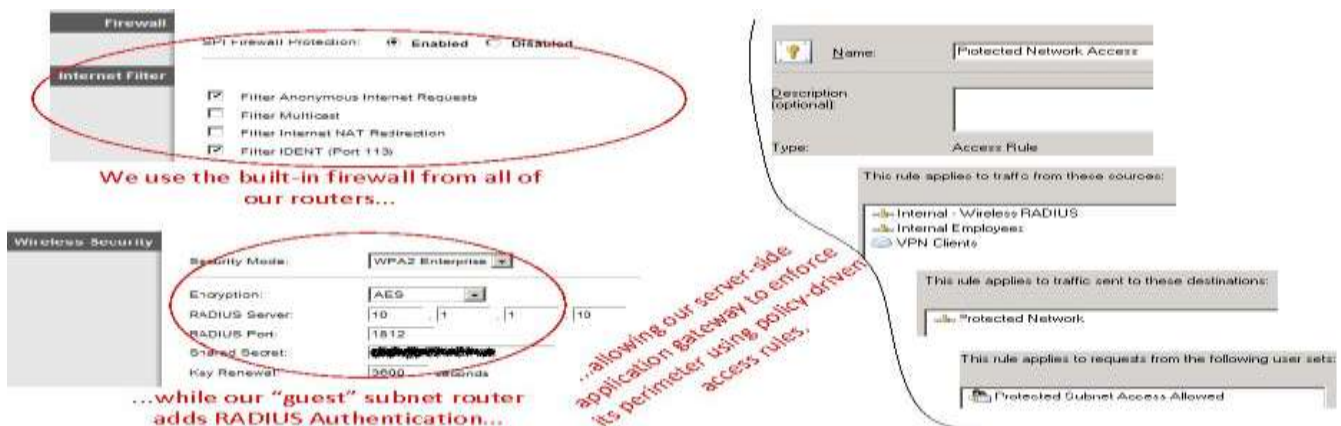 Firewall
SPI Firewall Protection: Enabled Disabled
Internet Filter
Filter Anonymous Internet Requests
Filter Multicast
Filter Internet NAT Redirection
Filter IDENT (Port 113)
We use the built-in firewall from all of
our routers...
Wireless Security
Security Mode: WPA2 Enterprise
Encryption: AES
RADIUS Server: 10 . 1 . 1 . 10
RADIUS Port: 1812
Shared Secret:
Key Renewal: 3600 seconds
...while our “guest” subnet router
adds RADIUS Authentication...
...allowing our server-side
application gateway to enforce
its perimeter using policy-driven
access rules.
Name: Protected Network Access
Description
(optional):
Type: Access Rule
This rule applies to traffic from these sources:
Internal - Wireless RADIUS
Internal Employees
VPN Clients
This rule applies to traffic sent to these destinations:
Protected Network
This rule applies to requests from the following user sets:
Protected Subnet Access Allowed